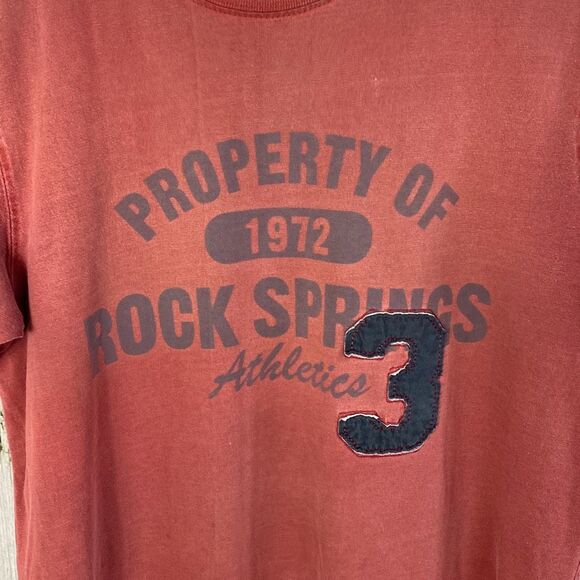 PROPERTY OF
1972
ROCK SPRINGS
Athletics
3